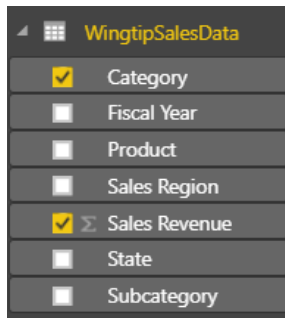 WingtipSalesData
Category
Fiscal Year
Product
Sales Region
Σ Sales Revenue
State
Subcategory